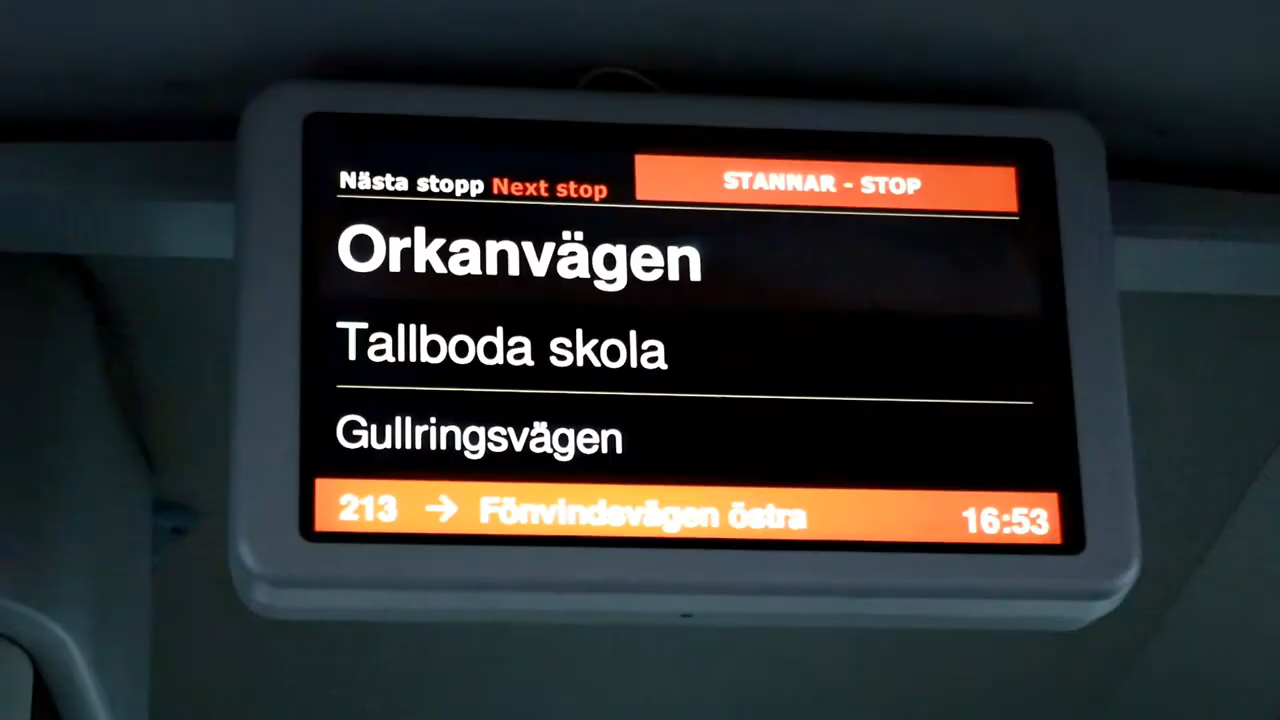 Nästa stopp Next stop STANNAR - STOP
Orkanvägen
Tallboda skola
Gullringsvägen
213 → Fönvindsvägen östra 16:53